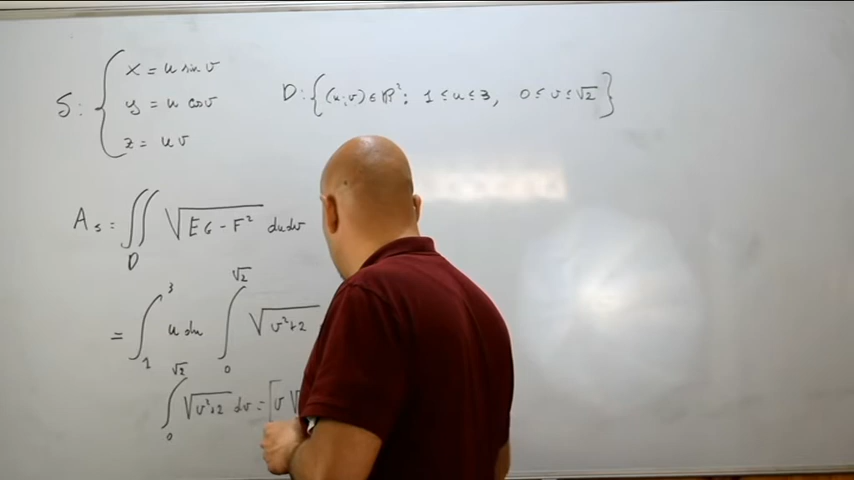 S: { x = u sin v
y = u cos v
z = u v
D: {(u;v) ∈ ℝ²; 1 ≤ u ≤ 3, 0 ≤ v ≤ √2}
A_S = ∬_D √(EG - F²) du dv
= ∫_1^3 u du ∫_0^√2 √(v²+2)
∫_0^√2 √(v²+2) dv = [v √